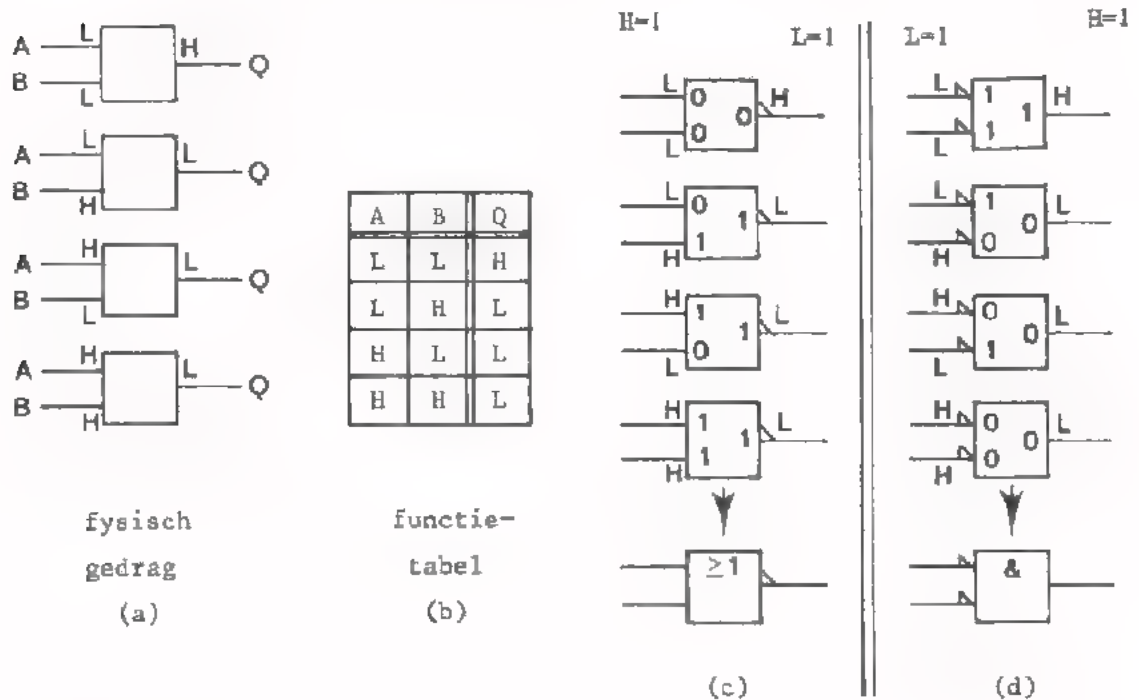 H=1 L=1 L=1 H=1
A L H Q
B L
A L L Q
B H
A H L Q
B L
A H L Q
B H
A B Q
L L H
L H L
H L L
H H L
L 0 0 H
L 0
L 0 1 L
H 1
H 1 1 L
L 0
H 1 1 L
H 1
≥1
L 1 1 H
L 1
L 1 0 L
H 0
H 0 0 L
L 1
H 0 0 L
H 0
&
fysisch
gedrag
(a)
functie-
tabel
(b)
(c)
(d)